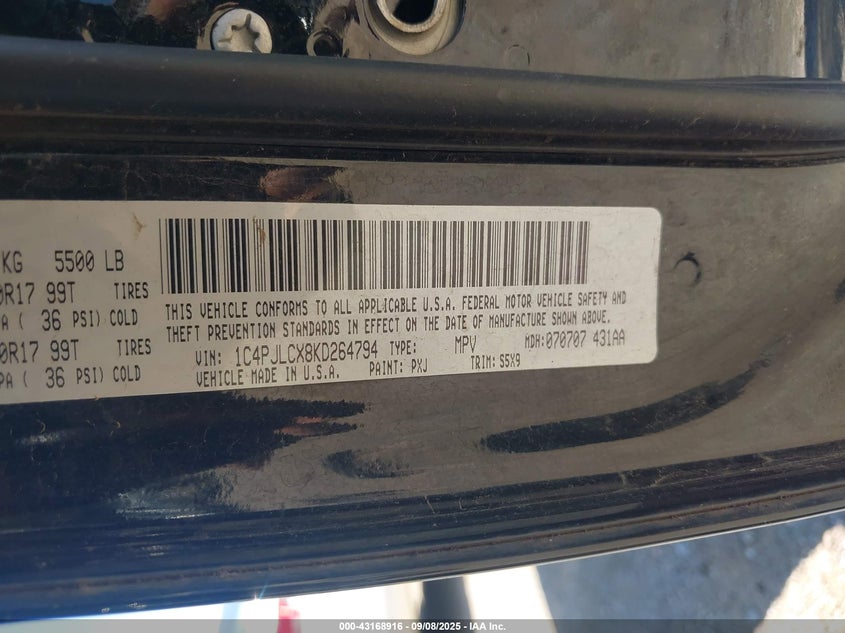 KG 5500 LB
0R17 99T TIRES
PA ( 36 PSI) COLD
0R17 99T TIRES
PA ( 36 PSI) COLD
THIS VEHICLE CONFORMS TO ALL APPLICABLE U.S.A. FEDERAL MOTOR VEHICLE SAFETY AND
THEFT PREVENTION STANDARDS IN EFFECT ON THE DATE OF MANUFACTURE SHOWN ABOVE.
VIN: 1C4PJLCX8KD264794 TYPE: MPV MDH: 070707 431AA
VEHICLE MADE IN U.S.A. PAINT: PXJ TRIM: S5X9
000-43168916 - 09/08/2025 - IAA Inc.